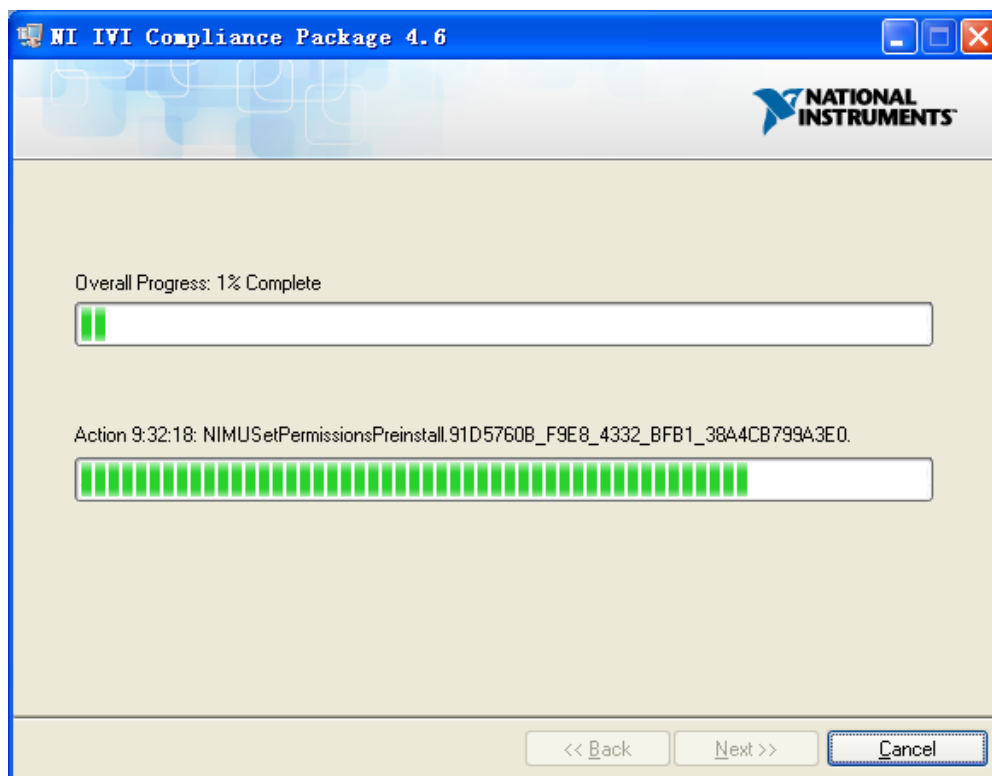 NI IVI Compliance Package 4.6
NATIONAL
INSTRUMENTS™
Overall Progress: 1% Complete
Action 9:32:18: NIMUSetPermissionsPreinstall.91D5760B_F9E8_4332_BFB1_38A4CB799A3E0.
<< Back Next >> Cancel